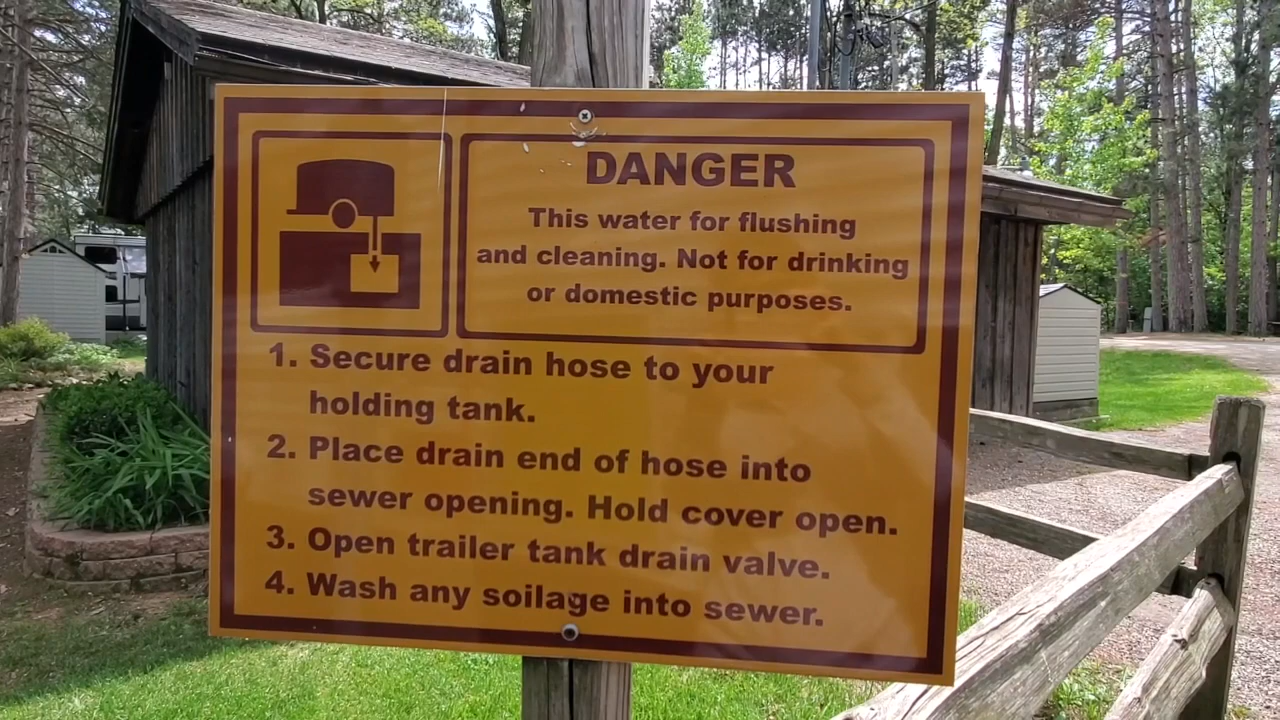 DANGER
This water for flushing
and cleaning. Not for drinking
or domestic purposes.
1. Secure drain hose to your
holding tank.
2. Place drain end of hose into
sewer opening. Hold cover open.
3. Open trailer tank drain valve.
4. Wash any soilage into sewer.